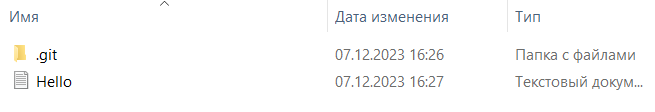 Имя Дата изменения Тип
.git 07.12.2023 16:26 Папка с файлами
Hello 07.12.2023 16:27 Текстовый докум...